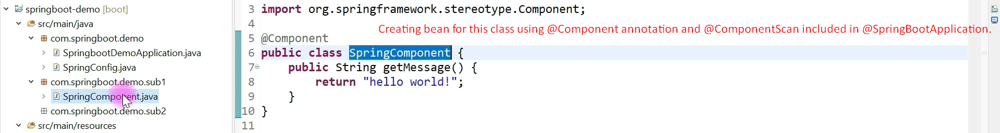 springboot-demo [boot]
src/main/java
com.springboot.demo
SpringbootDemoApplication.java
SpringConfig.java
com.springboot.demo.sub1
SpringComponent.java
com.springboot.demo.sub2
src/main/resources
3 import org.springframework.stereotype.Component;
4
Creating bean for this class using @Component annotation and @ComponentScan included in @SpringBootApplication.
5 @Component
6 public class SpringComponent {
7 public String getMessage() {
8 return "hello world!";
9 }
10 }
11